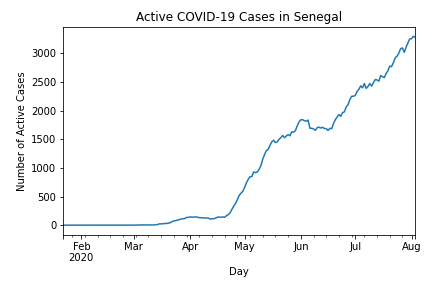 Active COVID-19 Cases in Senegal
Number of Active Cases
3000
2500
2000
1500
1000
500
0
Feb Mar Apr May Jun Jul Aug
2020
Day